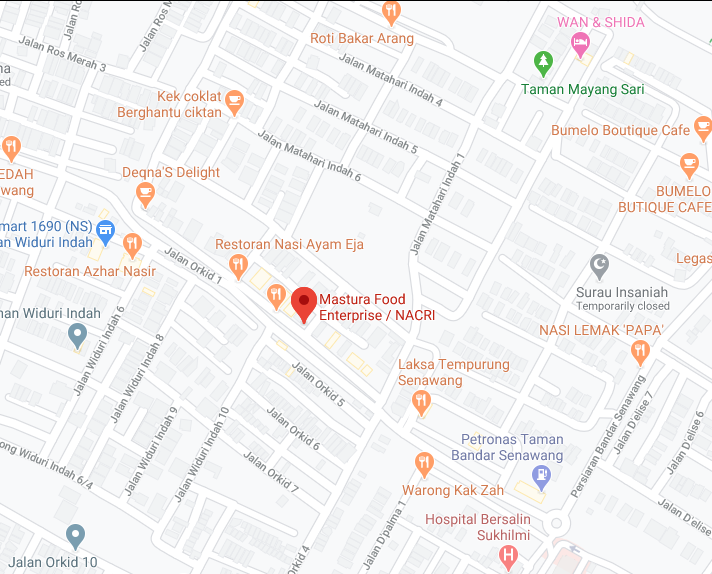 WAN & SHIDA
Roti Bakar Arang
Jalan Ros Merah 3
Jalan Ros
Jalan Ros M
Jalan Matahari Indah 4
Taman Mayang Sari
Kek coklat
Berghantu ciktan
Jalan Matahari Indah 5
Bumelo Boutique Cafe
Jalan Matahari Indah 6
EDAH
wang
Deqna'S Delight
BUMELO
BUTIQUE CAFE
Jalan Matahari Indah 1
mart 1690 (NS)
an Widuri Indah
Restoran Nasi Ayam Eja
Restoran Azhar Nasir
Jalan Orkid 1
Legas
Surau Insaniah
Temporarily closed
Mastura Food
Enterprise / NACRI
man Widuri Indah
NASI LEMAK 'PAPA'
Jalan Widuri Indah 6
Jalan Widuri Indah 8
Laksa Tempurung
Senawang
Jalan Orkid 5
Persiaran Bandar Senawang
Jalan D'elise 7
D'elise 6
Jalan Widuri Indah 9
Jalan Widuri Indah 10
Jalan Orkid 6
Petronas Taman
Bandar Senawang
ong Widuri Indah 6/4
Jalan Orkid 7
Warong Kak Zah
Jalan D'elise
Hospital Bersalin
Sukhilmi
Jalan D'palma 1
Orkid 4
Jalan Orkid 10